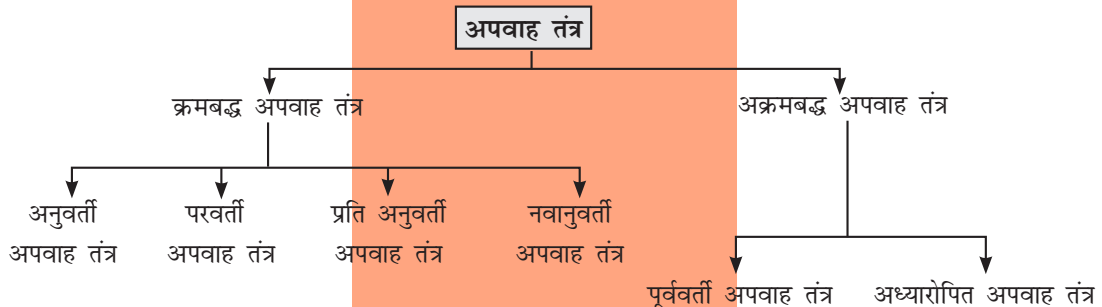 अपवाह तंत्र
क्रमबद्ध अपवाह तंत्र
अक्रमबद्ध अपवाह तंत्र
अनुवर्ती
अपवाह तंत्र
परवर्ती
अपवाह तंत्र
प्रति अनुवर्ती
अपवाह तंत्र
नवानुवर्ती
अपवाह तंत्र
पूर्ववर्ती अपवाह तंत्र
अध्यारोपित अपवाह तंत्र